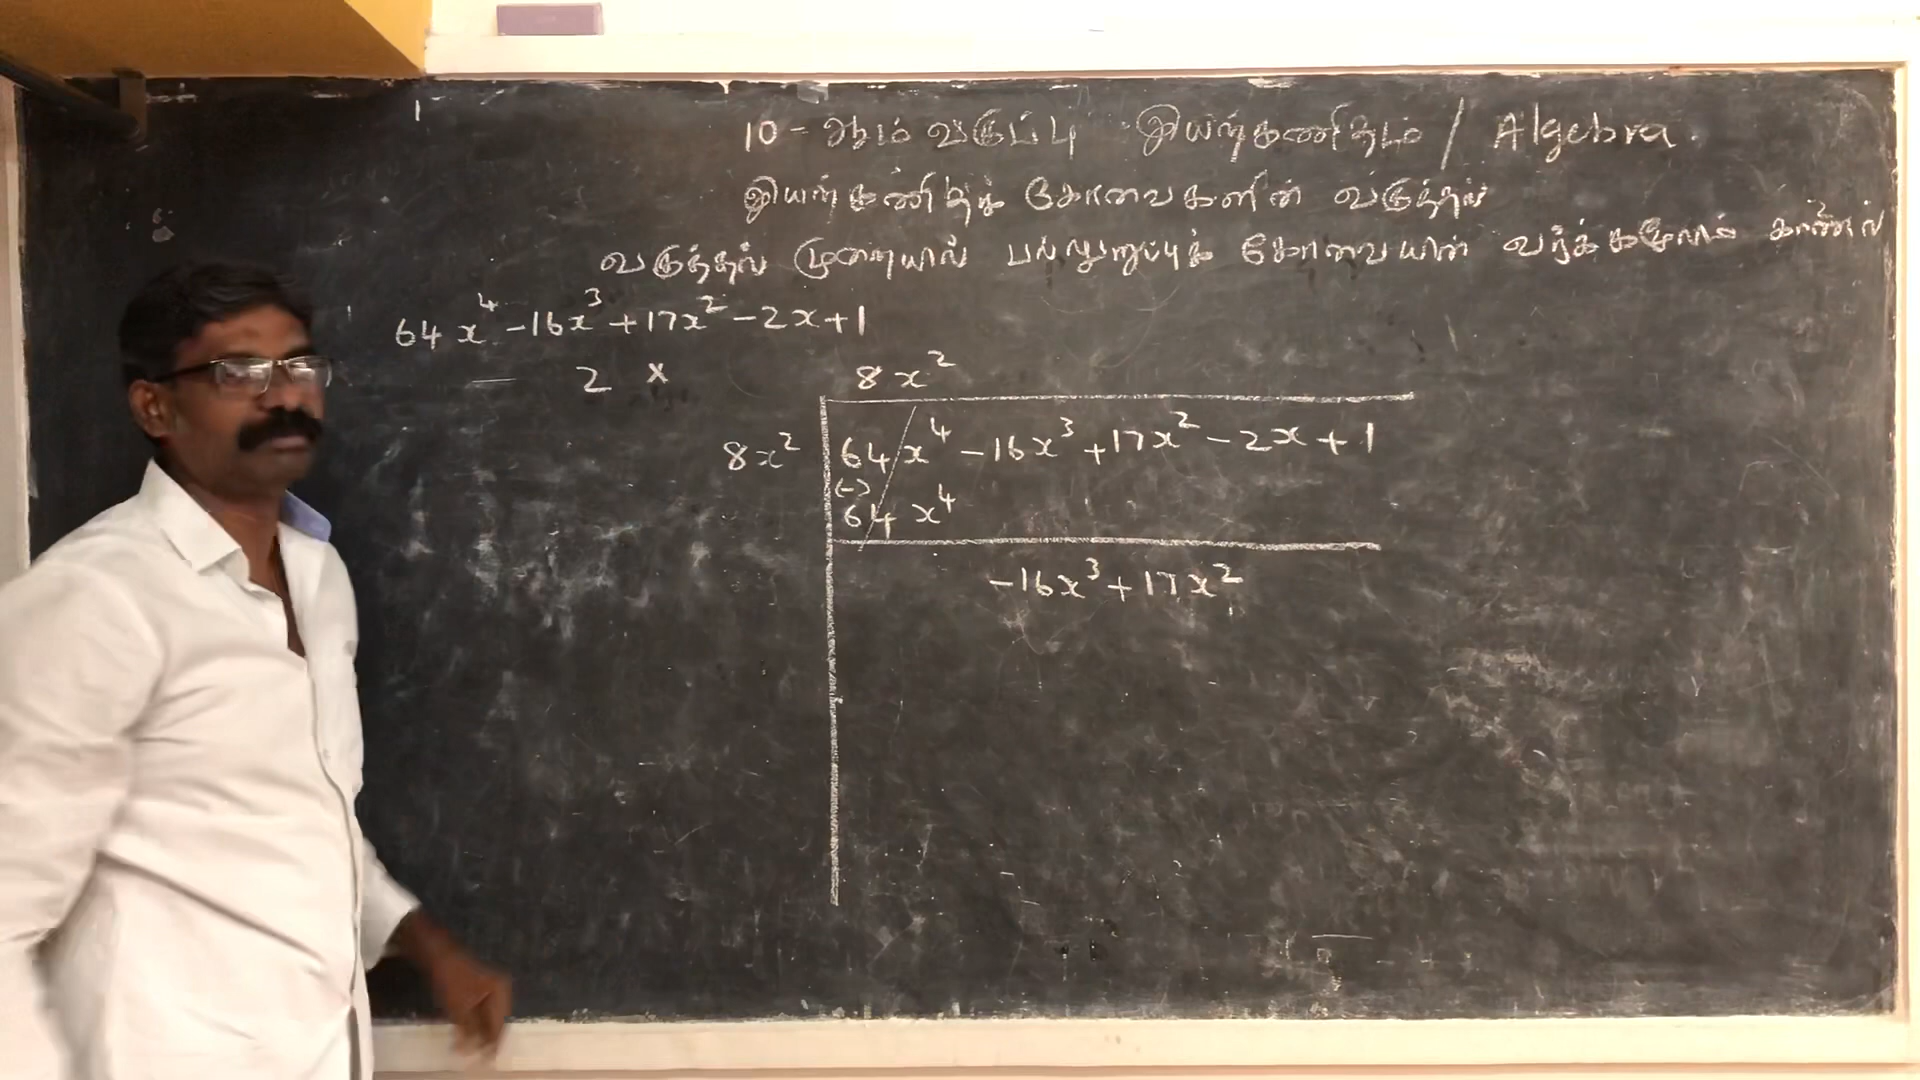 10 - ஆம் வகுப்பு இயற்கணிதம் / Algebra.
இயற்கணிதக் கோவைகளின் வகுத்தல்
வகுத்தல் முறையில் பல்லுறுப்புக் கோவையின் வர்க்கமூலம் காணல்
64x⁴-16x³+17x²-2x+1
2 x 8x²
8x² 64x⁴-16x³+17x²-2x+1
(-)
64x⁴
-16x³+17x²